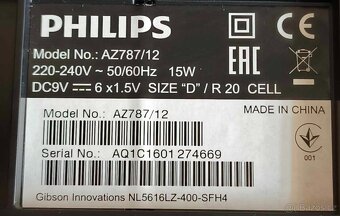 PHILIPS
Model No.: AZ787/12
220-240V ~ 50/60Hz 15W
DC9V ⎓ 6 x1.5V SIZE "D" / R 20 CELL
EAC
Model No.: AZ787/12
MADE IN CHINA
Serial No.: AQ1C1601 274669
001
Gibson Innovations NL5616LZ-400-SFH4